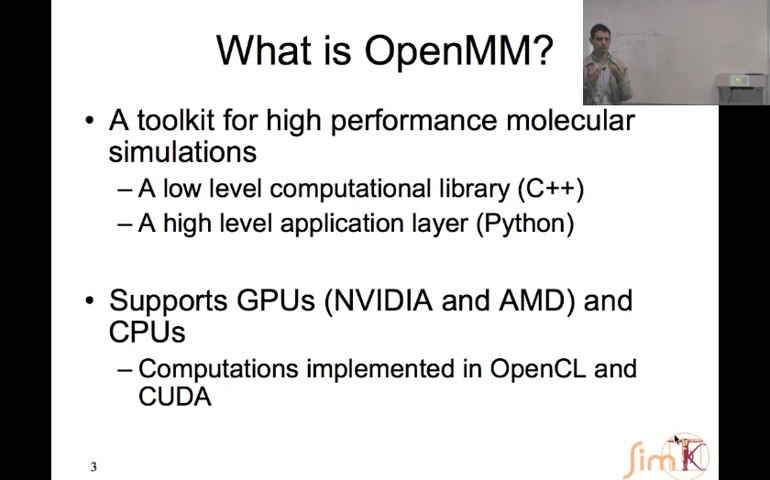 What is OpenMM?
• A toolkit for high performance molecular
simulations
– A low level computational library (C++)
– A high level application layer (Python)
• Supports GPUs (NVIDIA and AMD) and
CPUs
– Computations implemented in OpenCL and
CUDA
3
SimTK